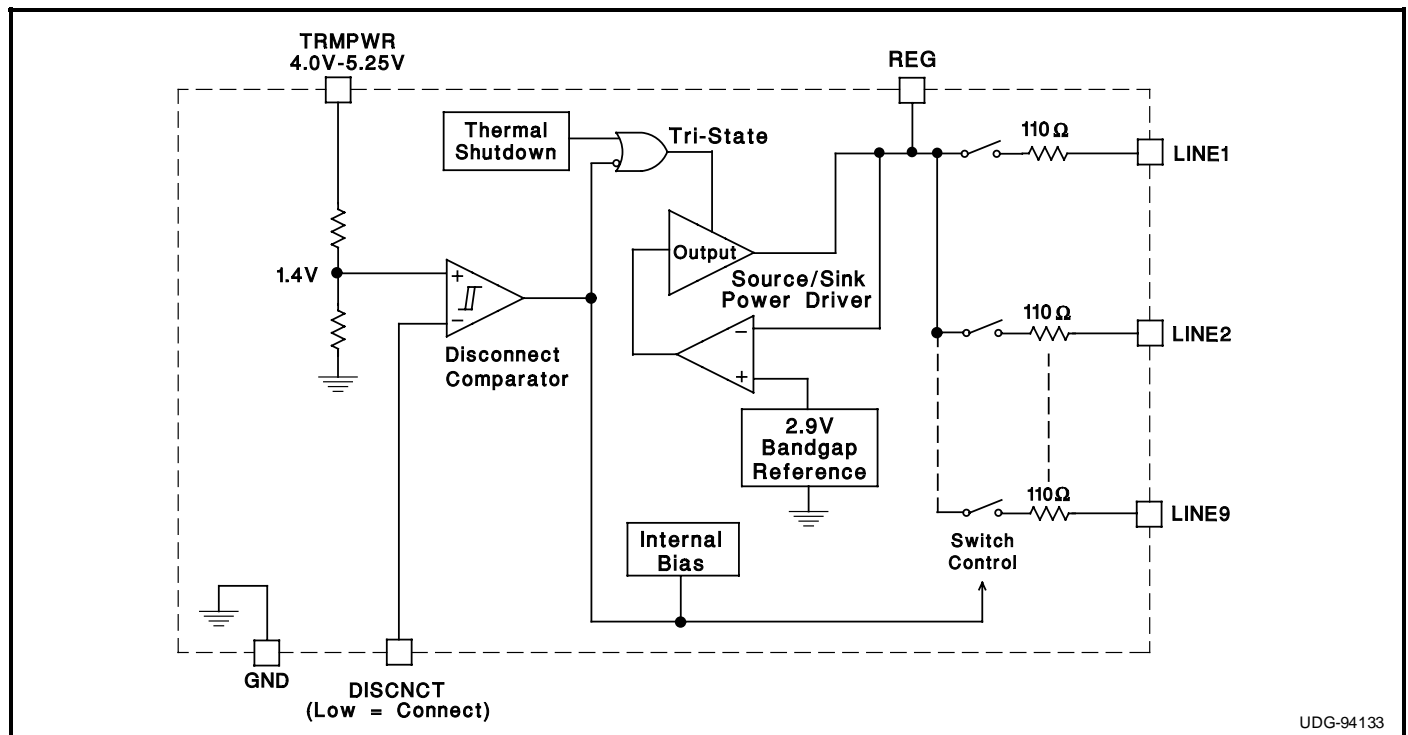 TRMPWR
4.0V-5.25V
REG
Thermal
Shutdown
Tri-State
110Ω
LINE1
Output
1.4V
+
−
Source/Sink
Power Driver
Disconnect
Comparator
−
+
110Ω
LINE2
2.9V
Bandgap
Reference
110Ω
LINE9
Internal
Bias
Switch
Control
GND
DISCNCT
(Low = Connect)
UDG-94133